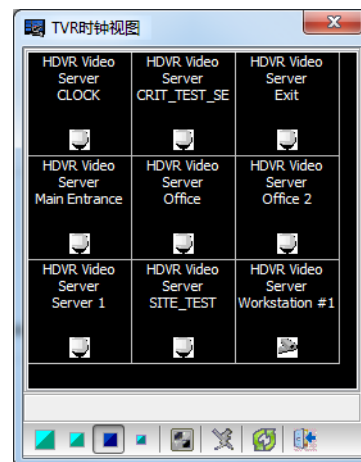 TVR时钟视图
HDVR Video
Server
CLOCK
HDVR Video
Server
CRIT_TEST_SE
HDVR Video
Server
Exit
HDVR Video
Server
Main Entrance
HDVR Video
Server
Office
HDVR Video
Server
Office 2
HDVR Video
Server
Server 1
HDVR Video
Server
SITE_TEST
HDVR Video
Server
Workstation #1